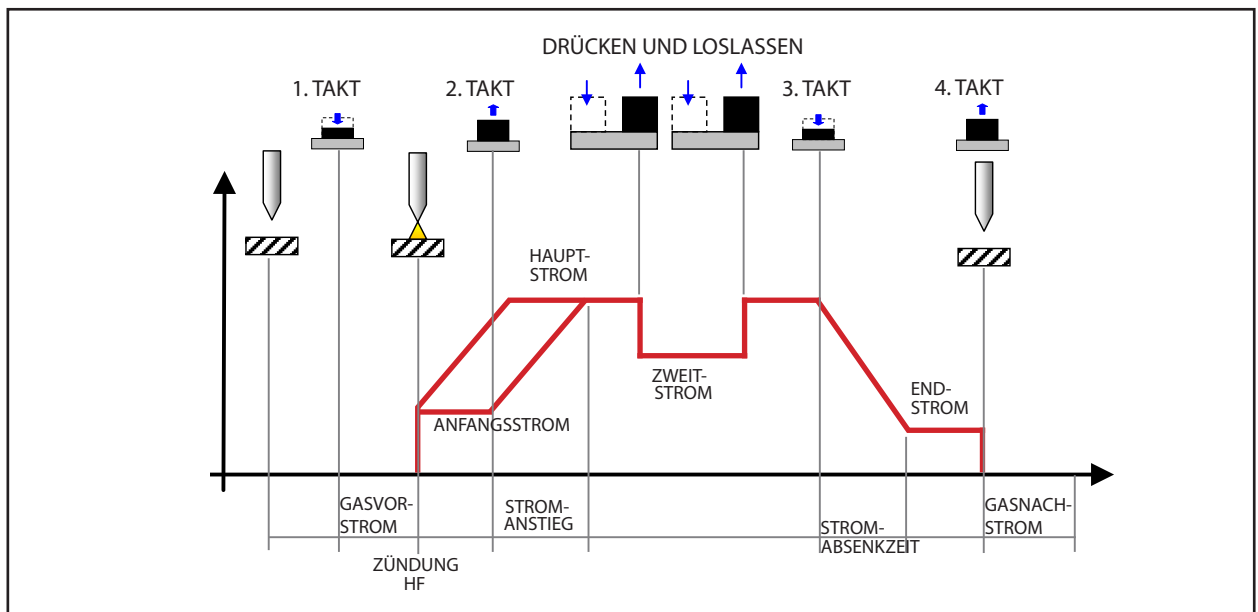 DRÜCKEN UND LOSLASSEN
1. TAKT
2. TAKT
3. TAKT
4. TAKT
HAUPT-
STROM
ZWEIT-
STROM
END-
STROM
ANFANGSSTROM
GASVOR-
STROM
STROM-
ANSTIEG
STROM-
ABSENKZEIT
GASNACH-
STROM
ZÜNDUNG
HF